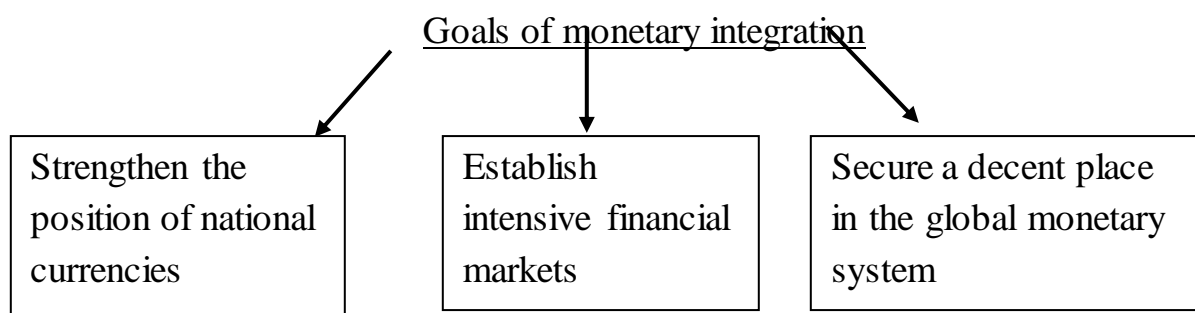 Goals of monetary integration
Strengthen the
position of national
currencies
Establish
intensive financial
markets
Secure a decent place
in the global monetary
system